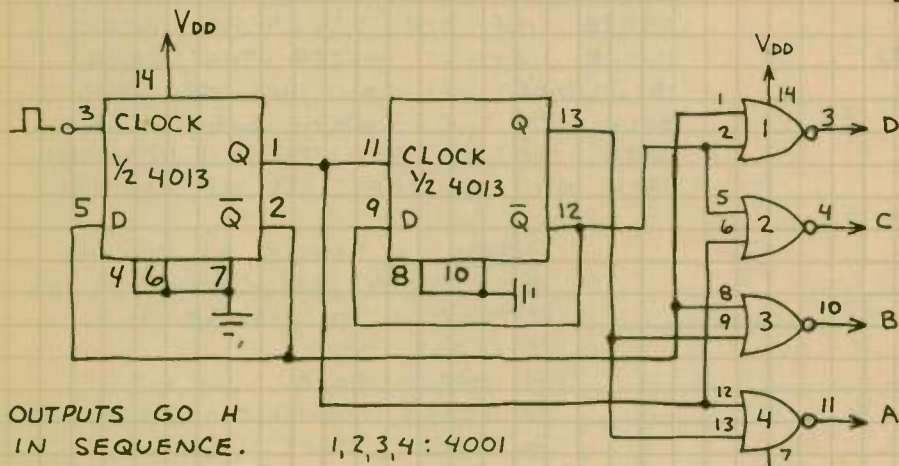 VDD
14
3
CLOCK
Q
1
1/2 4013
5
D
Q̅
2
4
6
7
11
CLOCK
1/2 4013
9
D
Q
13
Q̅
12
8
10
VDD
14
1
2
1
3
D
5
6
2
4
C
8
9
3
10
B
12
13
4
11
A
7
OUTPUTS GO H
IN SEQUENCE.
1,2,3,4: 4001